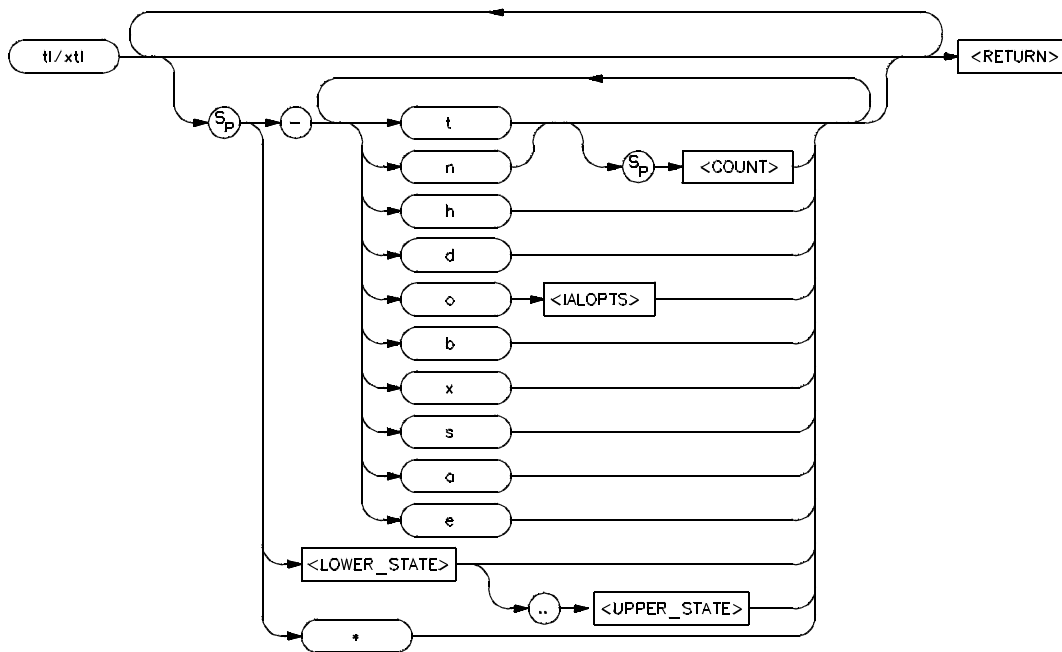 tl/xtl
<RETURN>
SP
-
t
n
SP
<COUNT>
h
d
o
<IALOPTS>
b
x
s
a
e
<LOWER_STATE>
..
<UPPER_STATE>
*